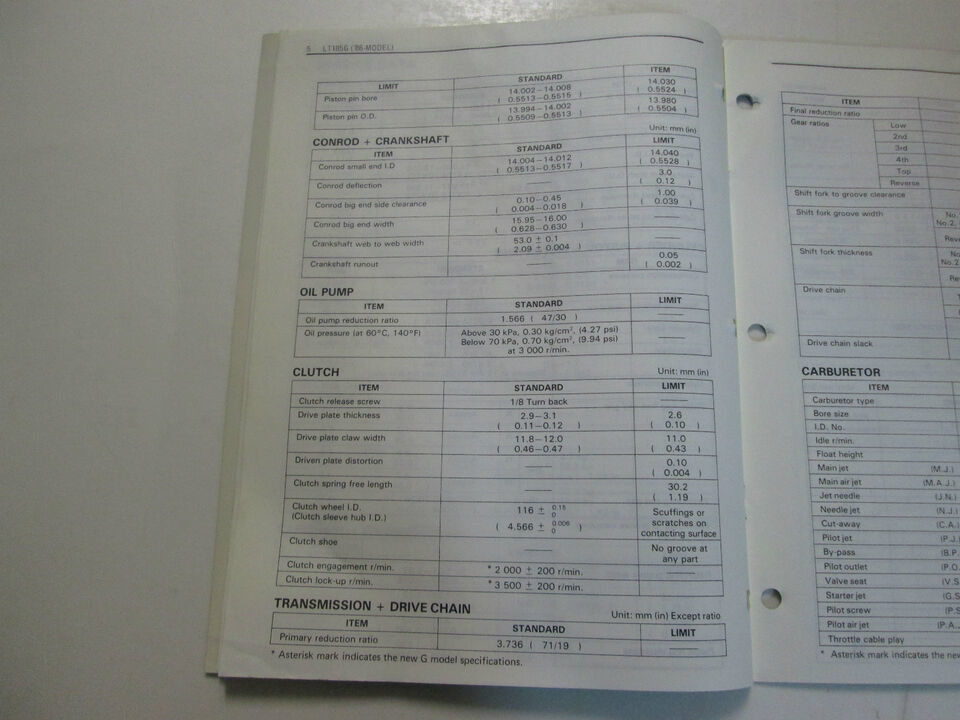 6 LT185G ('86-MODEL)
LIMIT STANDARD ITEM
Piston pin bore 14.002–14.008 ( 0.5513–0.5515 ) 14.030 ( 0.5524 )
Piston pin O.D. 13.994–14.002 ( 0.5509–0.5513 ) 13.980 ( 0.5504 )
CONROD + CRANKSHAFT Unit: mm (in)
ITEM STANDARD LIMIT
Conrod small end I.D 14.004–14.012 ( 0.5513–0.5517 ) 14.040 ( 0.5528 )
Conrod deflection —— 3.0 ( 0.12 )
Conrod big end side clearance 0.10–0.45 ( 0.004–0.018 ) 1.00 ( 0.039 )
Conrod big end width 15.95–16.00 ( 0.628–0.630 ) ——
Crankshaft web to web width 53.0 ± 0.1 ( 2.09 ± 0.004 ) ——
Crankshaft runout —— 0.05 ( 0.002 )
OIL PUMP
ITEM STANDARD LIMIT
Oil pump reduction ratio 1.566 ( 47/30 ) ——
Oil pressure (at 60°C, 140°F) Above 30 kPa, 0.30 kg/cm², (4.27 psi)
Below 70 kPa, 0.70 kg/cm², (9.94 psi)
at 3 000 r/min. ——
CLUTCH Unit: mm (in)
ITEM STANDARD LIMIT
Clutch release screw 1/8 Turn back ——
Drive plate thickness 2.9–3.1 ( 0.11–0.12 ) 2.6 ( 0.10 )
Drive plate claw width 11.8–12.0 ( 0.46–0.47 ) 11.0 ( 0.43 )
Driven plate distortion —— 0.10 ( 0.004 )
Clutch spring free length —— 30.2 ( 1.19 )
Clutch wheel I.D. 116 ± 0.15 0 Scuffings or
(Clutch sleeve hub I.D.) ( 4.566 ± 0.006 0 ) scratches on
contacting surface
Clutch shoe —— No groove at
any part
Clutch engagement r/min. * 2 000 ± 200 r/min. ——
Clutch lock-up r/min. * 3 500 ± 200 r/min. ——
TRANSMISSION + DRIVE CHAIN Unit: mm (in) Except ratio
ITEM STANDARD LIMIT
Primary reduction ratio 3.736 ( 71/19 ) ——
* Asterisk mark indicates the new G model specifications.
ITEM
Final reduction ratio
Gear ratios Low
2nd
3rd
4th
Top
Reverse
Shift fork to groove clearance
Shift fork groove width No.
No.2,
Shift fork thickness
No.2
Drive chain
Drive chain slack
CARBURETOR
ITEM
Carburetor type
Bore size
I.D. No.
Idle r/min.
Float height
Main jet (M.J.)
Main air jet (M.A.J.)
Jet needle (J.N.)
Needle jet (N.J.)
Cut-away (C.A.)
Pilot jet (P.J.
By-pass (B.P.
Pilot outlet (P.O.
Valve seat (V.S
Starter jet (G.S
Pilot screw (P.S
Pilot air jet (P.A.
Throttle cable play
* Asterisk mark indicates the new